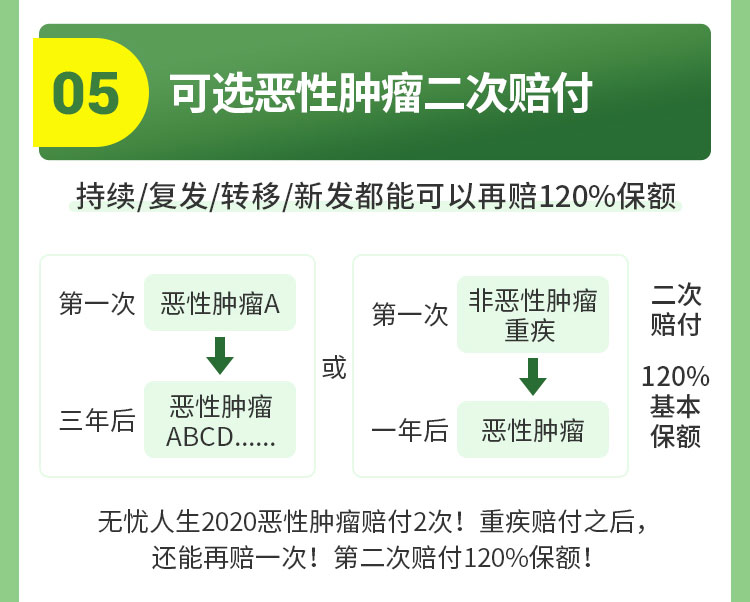 05
可选恶性肿瘤二次赔付
持续/复发/转移/新发都能可以再赔120%保额
第一次
恶性肿瘤A
三年后
恶性肿瘤
ABCD......
或
第一次
非恶性肿瘤
重疾
一年后
恶性肿瘤
二次
赔付
120%
基本
保额
无忧人生2020恶性肿瘤赔付2次！重疾赔付之后，
还能再赔一次！第二次赔付120%保额！